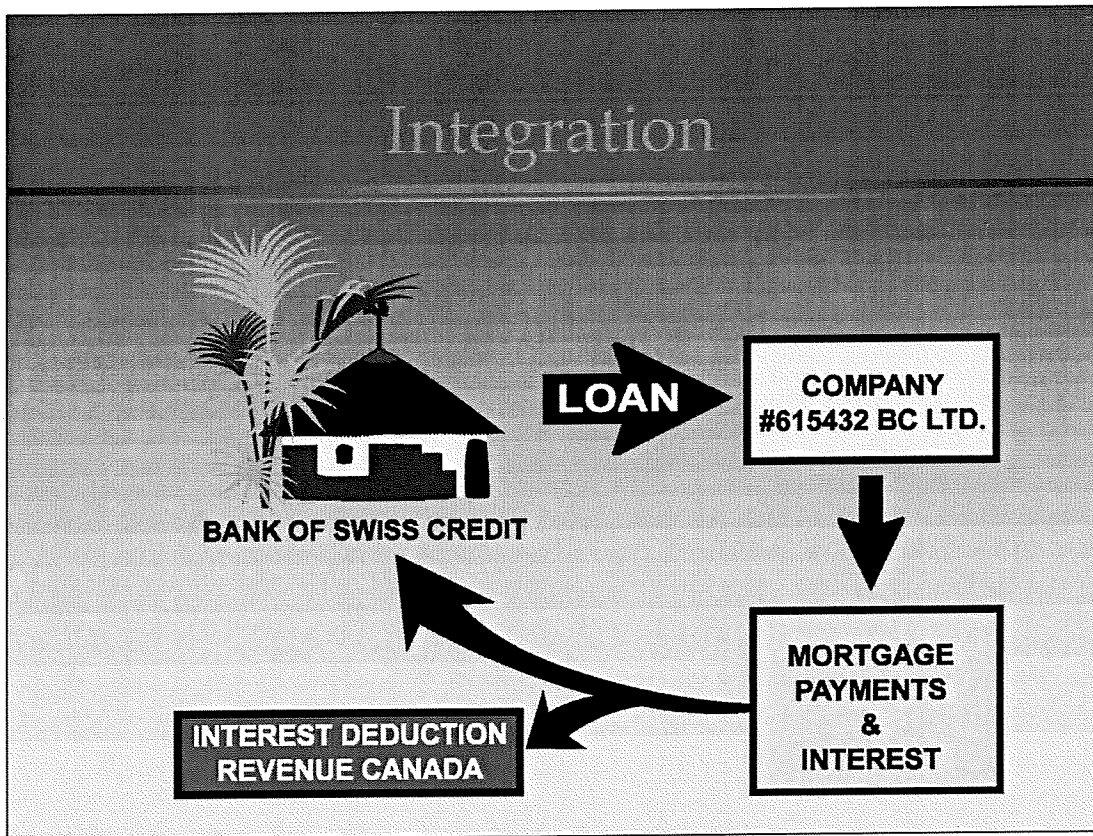 Integration
LOAN
COMPANY
#615432 BC LTD.
BANK OF SWISS CREDIT
MORTGAGE
PAYMENTS
&
INTEREST
INTEREST DEDUCTION
REVENUE CANADA